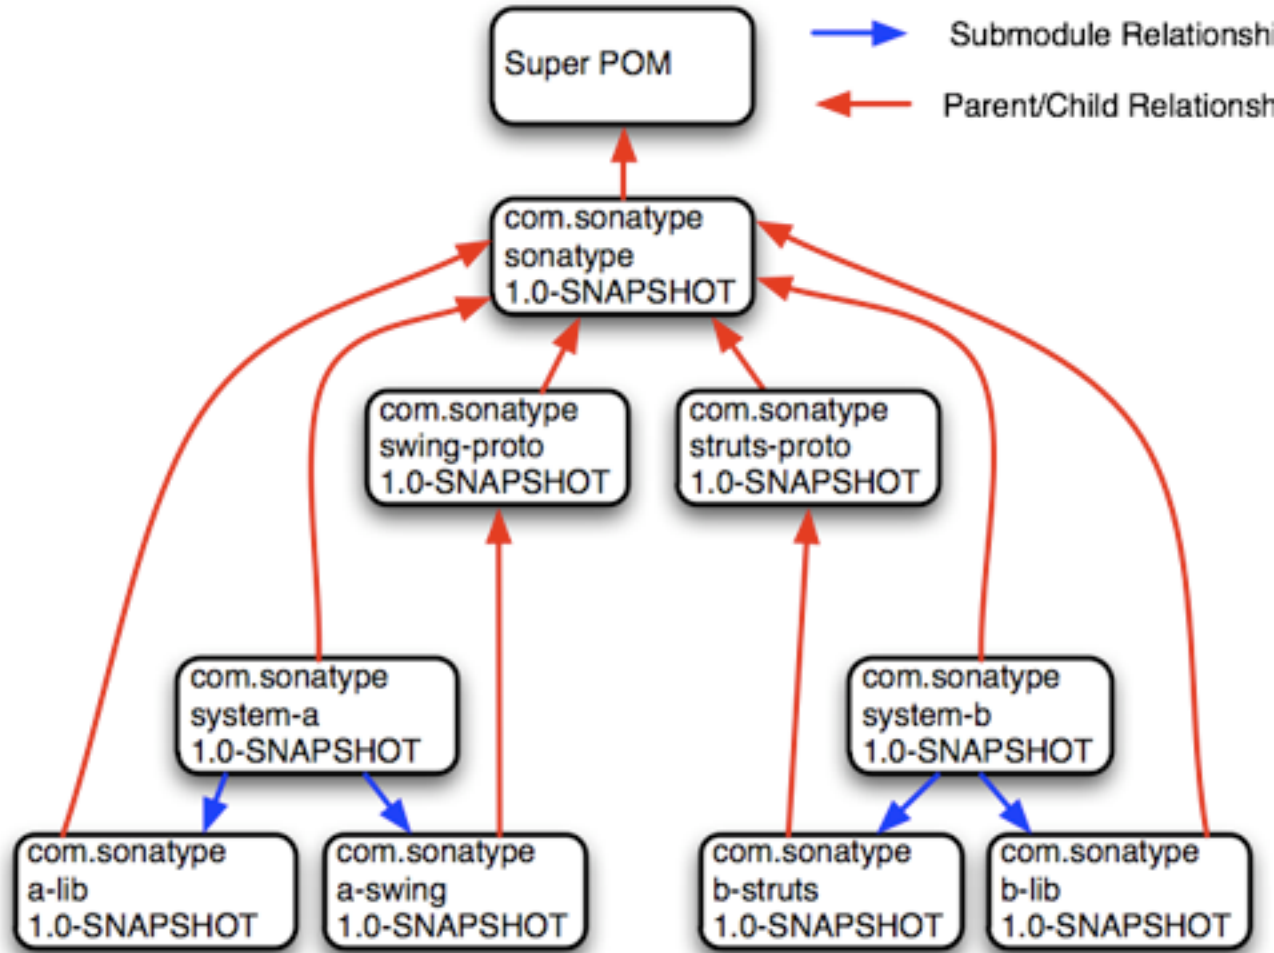 Super POM
Submodule Relationshi
Parent/Child Relationsh
com.sonatype
sonatype
1.0-SNAPSHOT
com.sonatype
swing-proto
1.0-SNAPSHOT
com.sonatype
struts-proto
1.0-SNAPSHOT
com.sonatype
system-a
1.0-SNAPSHOT
com.sonatype
system-b
1.0-SNAPSHOT
com.sonatype
a-lib
1.0-SNAPSHOT
com.sonatype
a-swing
1.0-SNAPSHOT
com.sonatype
b-struts
1.0-SNAPSHOT
com.sonatype
b-lib
1.0-SNAPSHOT